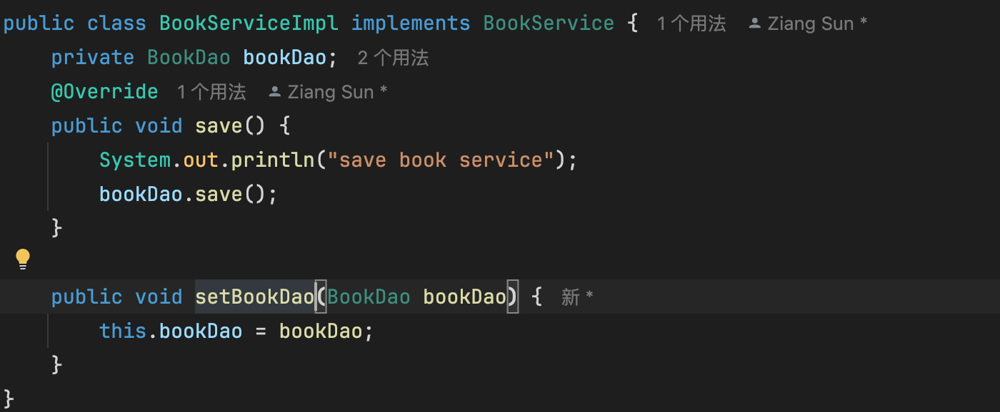 public class BookServiceImpl implements BookService { 1 个用法 Ziang Sun *
private BookDao bookDao; 2 个用法
@Override 1 个用法 Ziang Sun *
public void save() {
System.out.println("save book service");
bookDao.save();
}
public void setBookDao(BookDao bookDao) { 新 *
this.bookDao = bookDao;
}
}